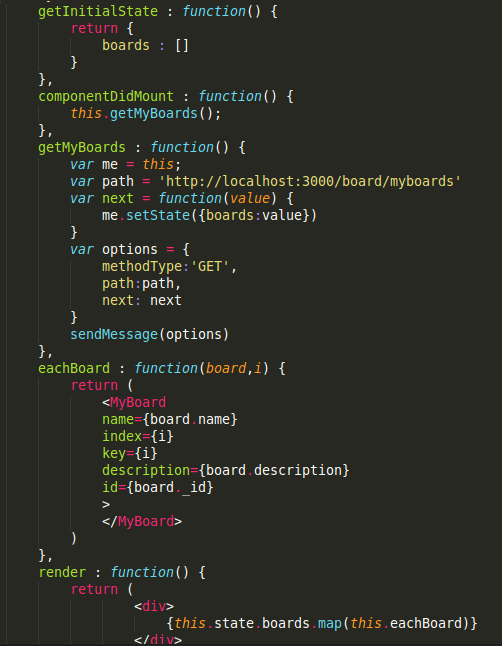 getInitialState : function() {
return {
boards : []
}
},
componentDidMount : function() {
this.getMyBoards();
},
getMyBoards : function() {
var me = this;
var path = 'http://localhost:3000/board/myboards'
var next = function(value) {
me.setState({boards:value})
}
var options = {
methodType:'GET',
path:path,
next: next
}
sendMessage(options)
},
eachBoard : function(board,i) {
return (
<MyBoard
name={board.name}
index={i}
key={i}
description={board.description}
id={board._id}
>
</MyBoard>
)
},
render : function() {
return (
<div>
{this.state.boards.map(this.eachBoard)}
</div>